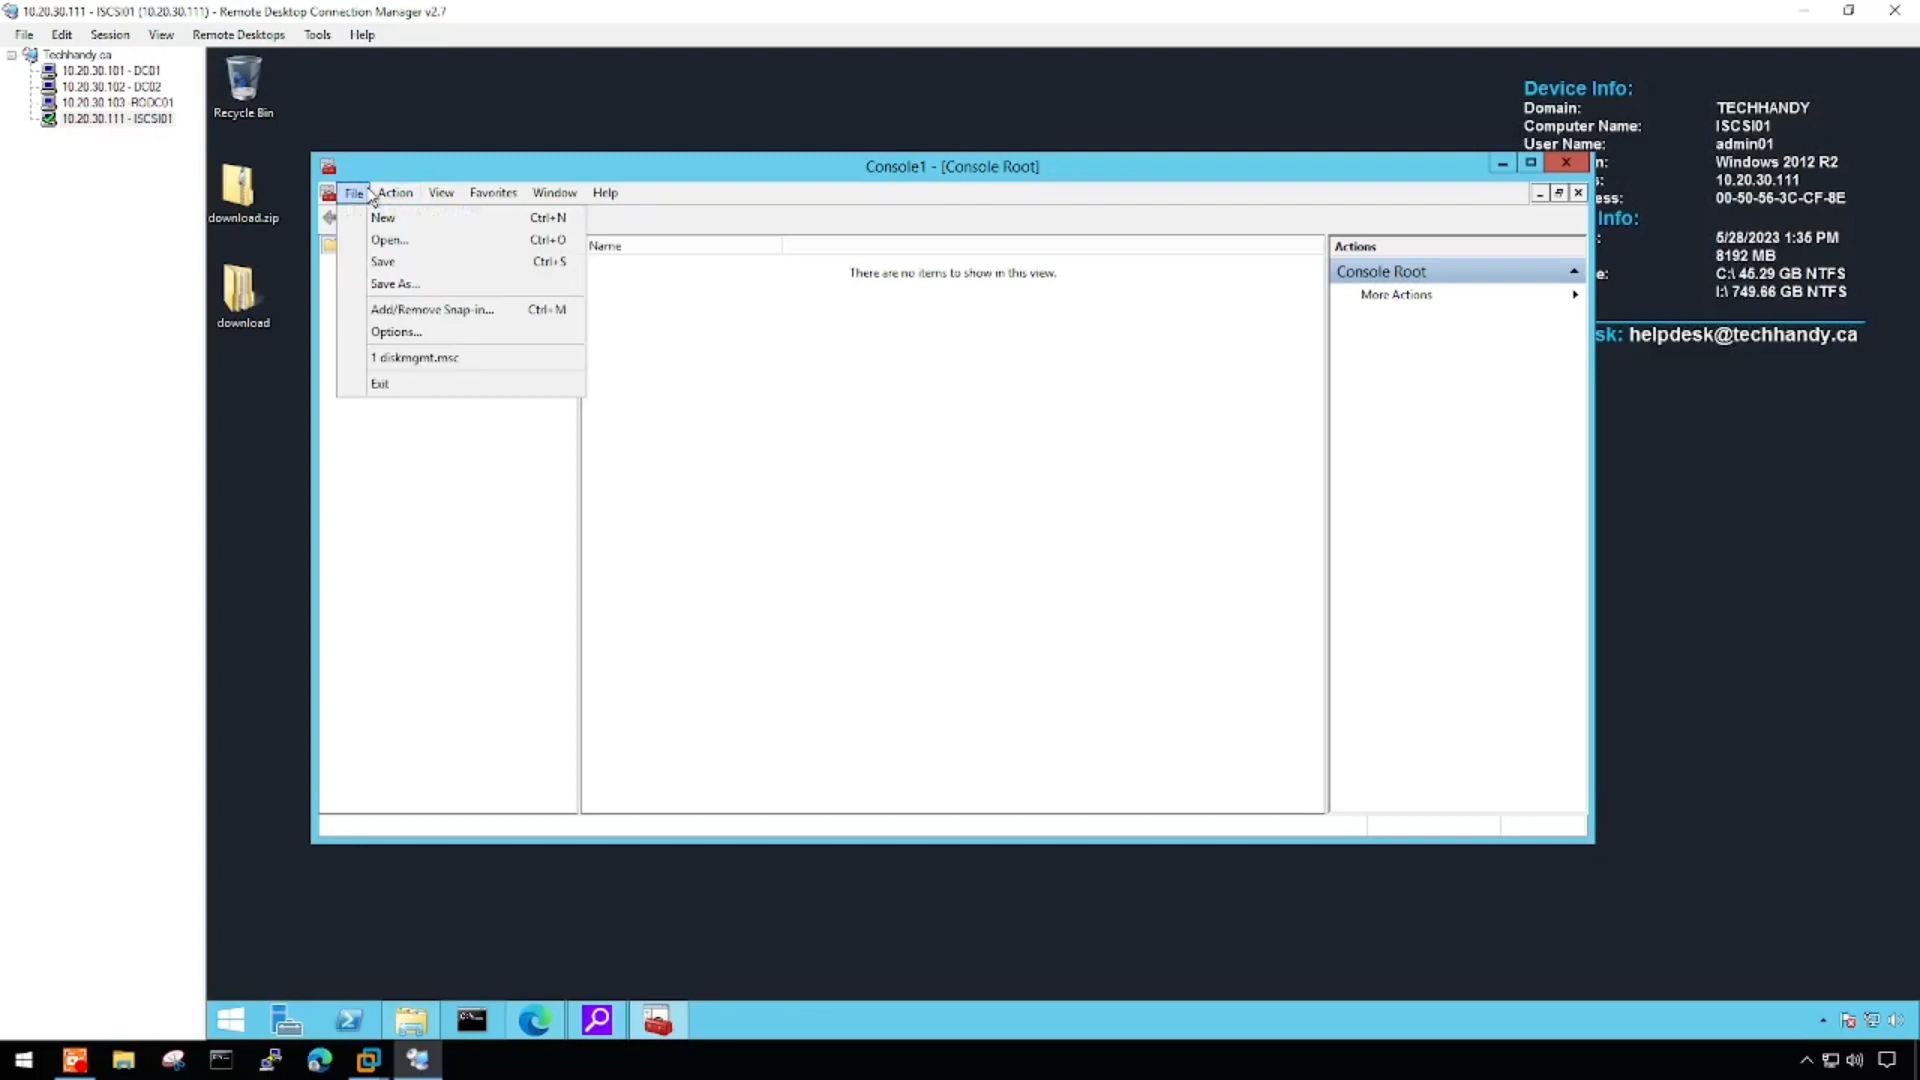 10.20.30.111 - ISCSI01 (10.20.30.111) - Remote Desktop Connection Manager v2.7
File Edit Session View Remote Desktops Tools Help
Techhandy.ca
10.20.30.101 - DC01
10.20.30.102 - DC02
10.20.30.103 -RODC01
10.20.30.111 - ISCSI01
Recycle Bin
download.zip
download
Device Info:
Domain: TECHHANDY
Computer Name: ISCSI01
User Name: admin01
n: Windows 2012 R2
s: 10.20.30.111
ess: 00-50-56-3C-CF-8E
Info:
: 5/28/2023 1:35 PM
8192 MB
e: C:\ 45.29 GB NTFS
I:\ 749.66 GB NTFS
sk: helpdesk@techhandy.ca
Console1 - [Console Root]
File Action View Favorites Window Help
New Ctrl+N
Open... Ctrl+O
Save Ctrl+S
Save As...
Add/Remove Snap-in... Ctrl+M
Options...
1 diskmgmt.msc
Exit
Name
There are no items to show in this view.
Actions
Console Root
More Actions